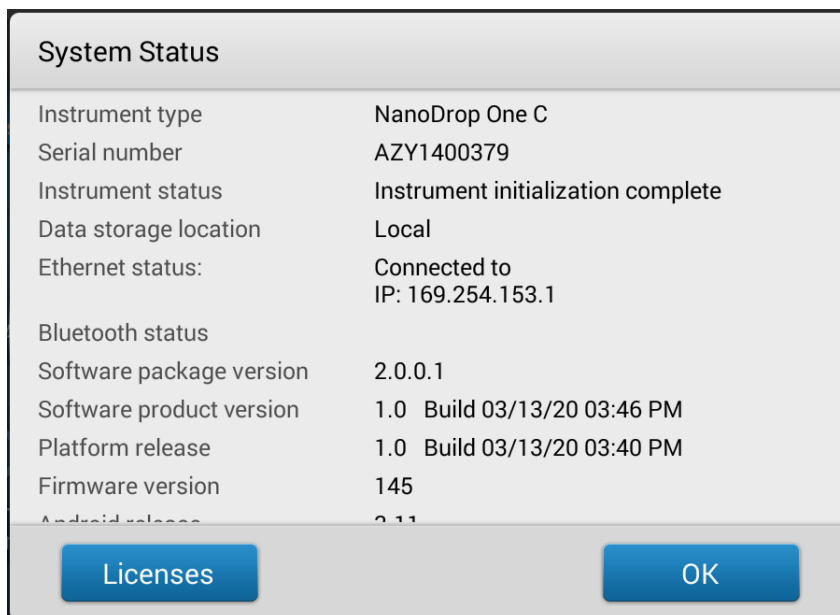 System Status
Instrument type NanoDrop One C
Serial number AZY1400379
Instrument status Instrument initialization complete
Data storage location Local
Ethernet status: Connected to
IP: 169.254.153.1
Bluetooth status
Software package version 2.0.0.1
Software product version 1.0 Build 03/13/20 03:46 PM
Platform release 1.0 Build 03/13/20 03:40 PM
Firmware version 145
Android release
Licenses OK